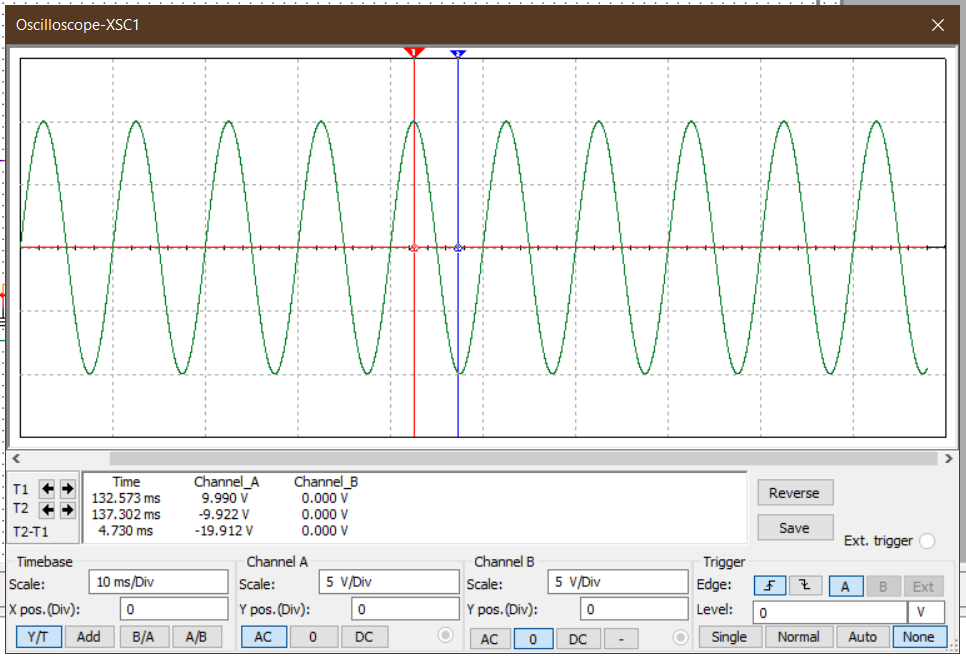 Oscilloscope-XSC1
1 2
Time Channel_A Channel_B
T1 132.573 ms 9.990 V 0.000 V
T2 137.302 ms -9.922 V 0.000 V
T2-T1 4.730 ms -19.912 V 0.000 V
Reverse
Save
Ext. trigger
Timebase Channel A Channel B Trigger
Scale: 10 ms/Div Scale: 5 V/Div Scale: 5 V/Div Edge: A B Ext
X pos.(Div): 0 Y pos.(Div): 0 Y pos.(Div): 0 Level: 0 V
Y/T Add B/A A/B AC 0 DC AC 0 DC - Single Normal Auto None